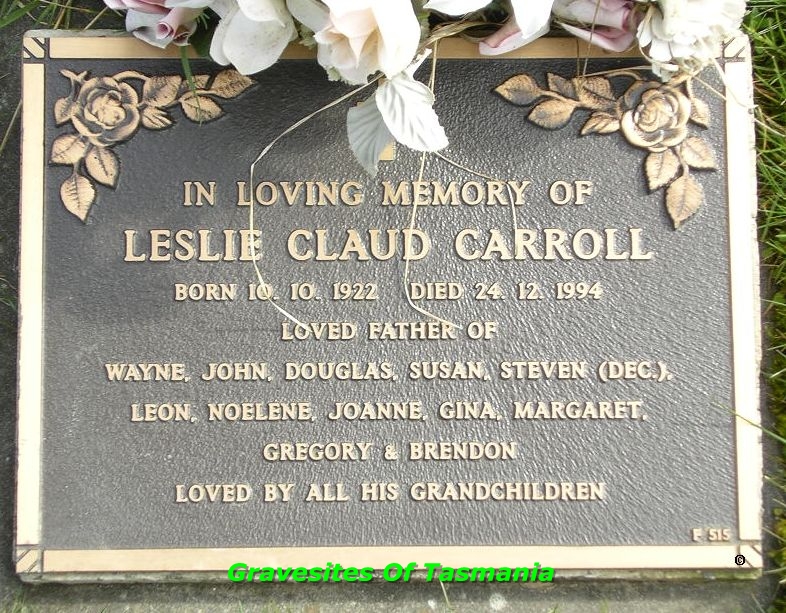 IN LOVING MEMORY OF
LESLIE CLAUD CARROLL
BORN 10. 10. 1922 DIED 24. 12. 1994
LOVED FATHER OF
WAYNE, JOHN, DOUGLAS, SUSAN, STEVEN (DEC.),
LEON, NOELENE, JOANNE, GINA, MARGARET,
GREGORY & BRENDON
LOVED BY ALL HIS GRANDCHILDREN
F 515
©
Gravesites Of Tasmania